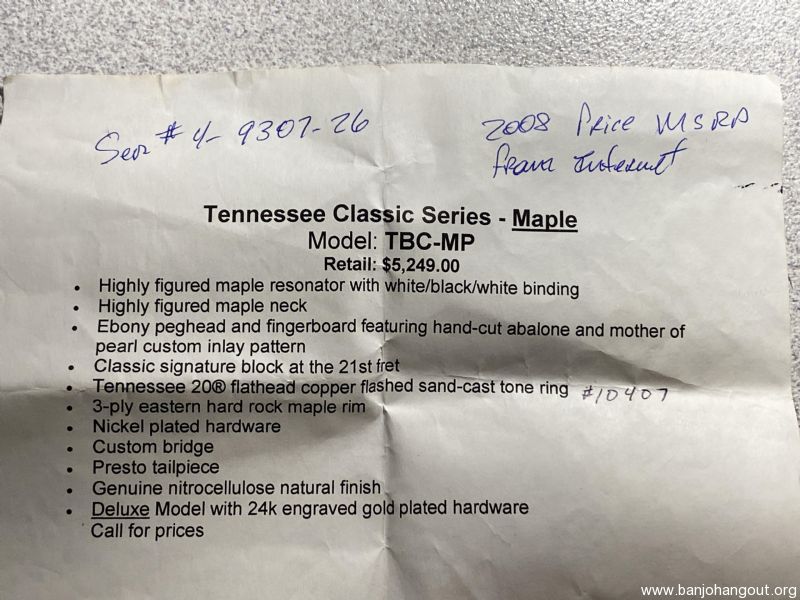 Ser # 4-9307-26
2008 Price MSRP
from Internet
Tennessee Classic Series - Maple
Model: TBC-MP
Retail: $5,249.00
• Highly figured maple resonator with white/black/white binding
• Highly figured maple neck
• Ebony peghead and fingerboard featuring hand-cut abalone and mother of
pearl custom inlay pattern
• Classic signature block at the 21st fret
• Tennessee 20® flathead copper flashed sand-cast tone ring #10407
• 3-ply eastern hard rock maple rim
• Nickel plated hardware
• Custom bridge
• Presto tailpiece
• Genuine nitrocellulose natural finish
• Deluxe Model with 24k engraved gold plated hardware
Call for prices
www.banjohangout.org